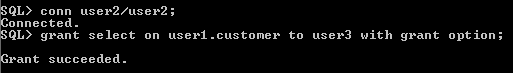 SQL> conn user2/user2;
Connected.
SQL> grant select on user1.customer to user3 with grant option;
Grant succeeded.